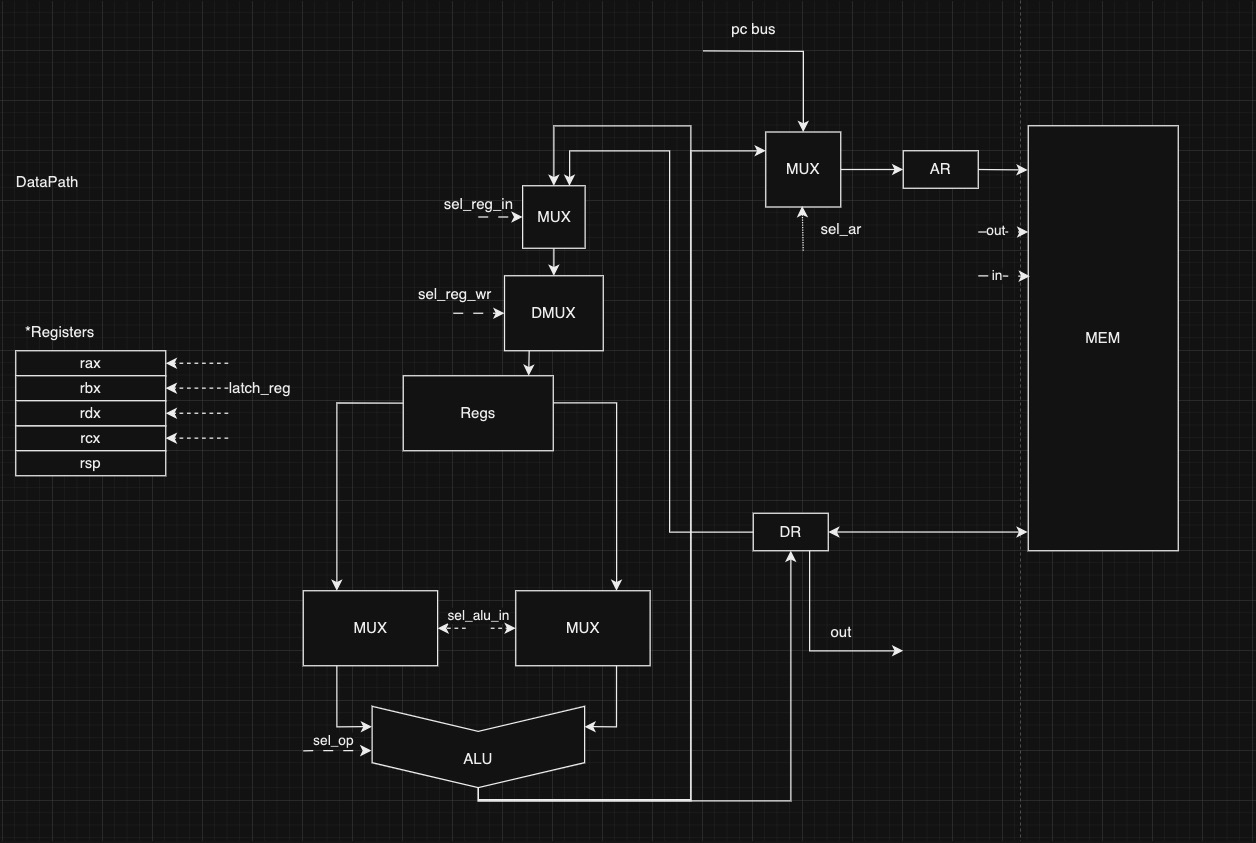 pc bus
DataPath
MUX
AR
sel_reg_in
MUX
sel_ar
out
in
sel_reg_wr
DMUX
*Registers
MEM
rax
rbx
latch_reg
rdx
rcx
rsp
Regs
DR
MUX
sel_alu_in
MUX
out
sel_op
ALU